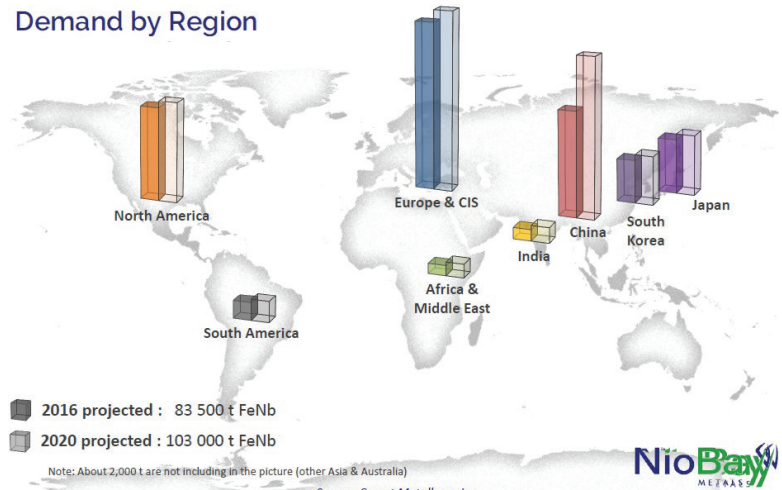 Demand by Region
North America
Europe & CIS
China
South
Korea
Japan
India
Africa &
Middle East
South America
2016 projected : 83 500 t FeNb
2020 projected : 103 000 t FeNb
Note: About 2,000 t are not including in the picture (other Asia & Australia)
NioBay
METALS